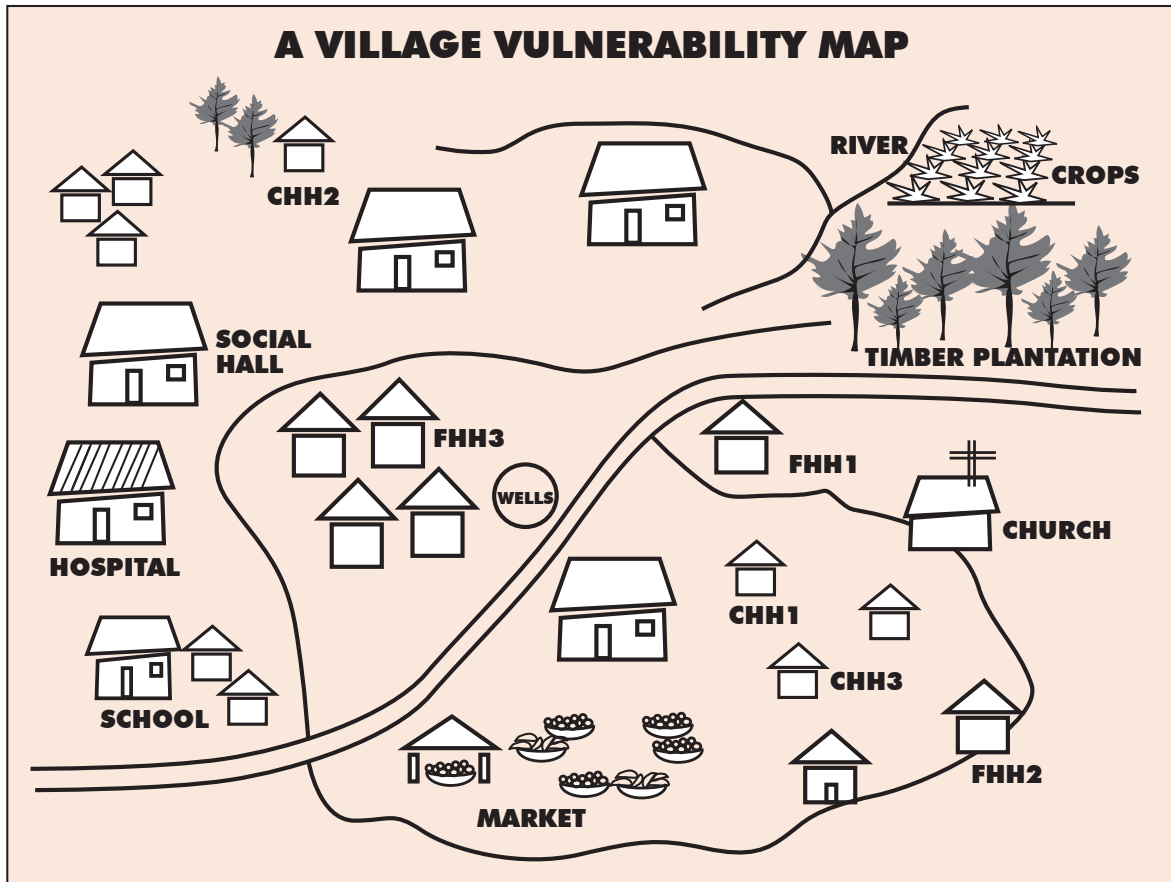 A VILLAGE VULNERABILITY MAP
RIVER
CROPS
CHH2
TIMBER PLANTATION
SOCIAL
HALL
FHH3
WELLS
FHH1
CHURCH
HOSPITAL
CHH1
CHH3
SCHOOL
FHH2
MARKET